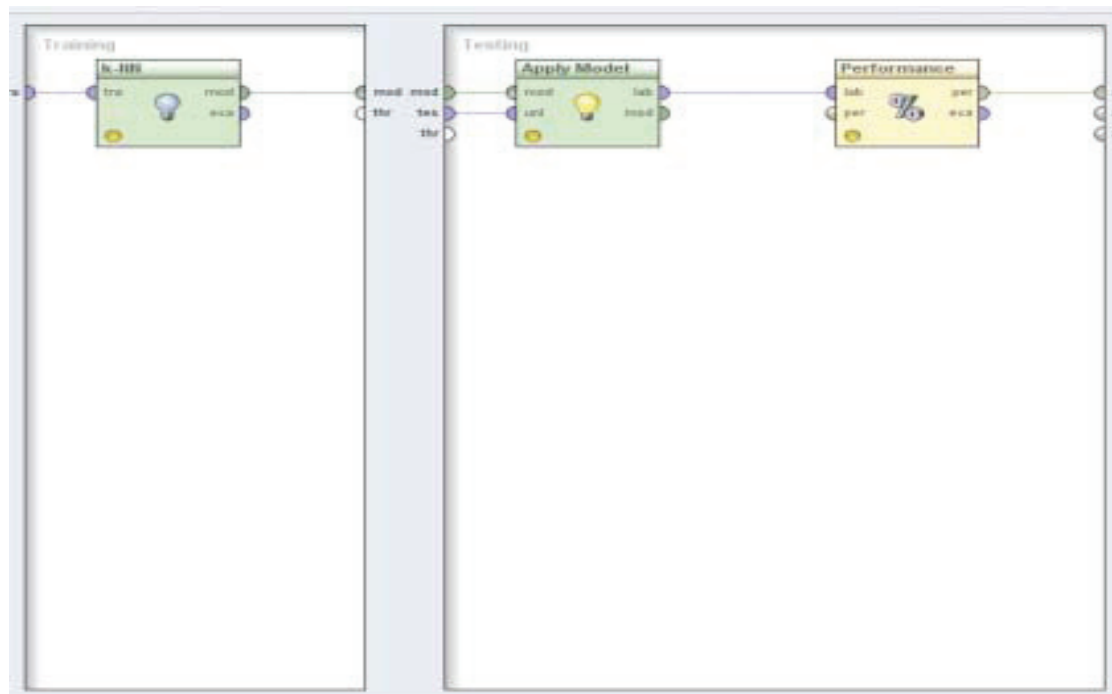 Training
k-NN
tra
mod
exa
mod
thr
Testing
mod
tes
thr
Apply Model
mod
unl
lab
mod
Performance
lab
per
per
exa